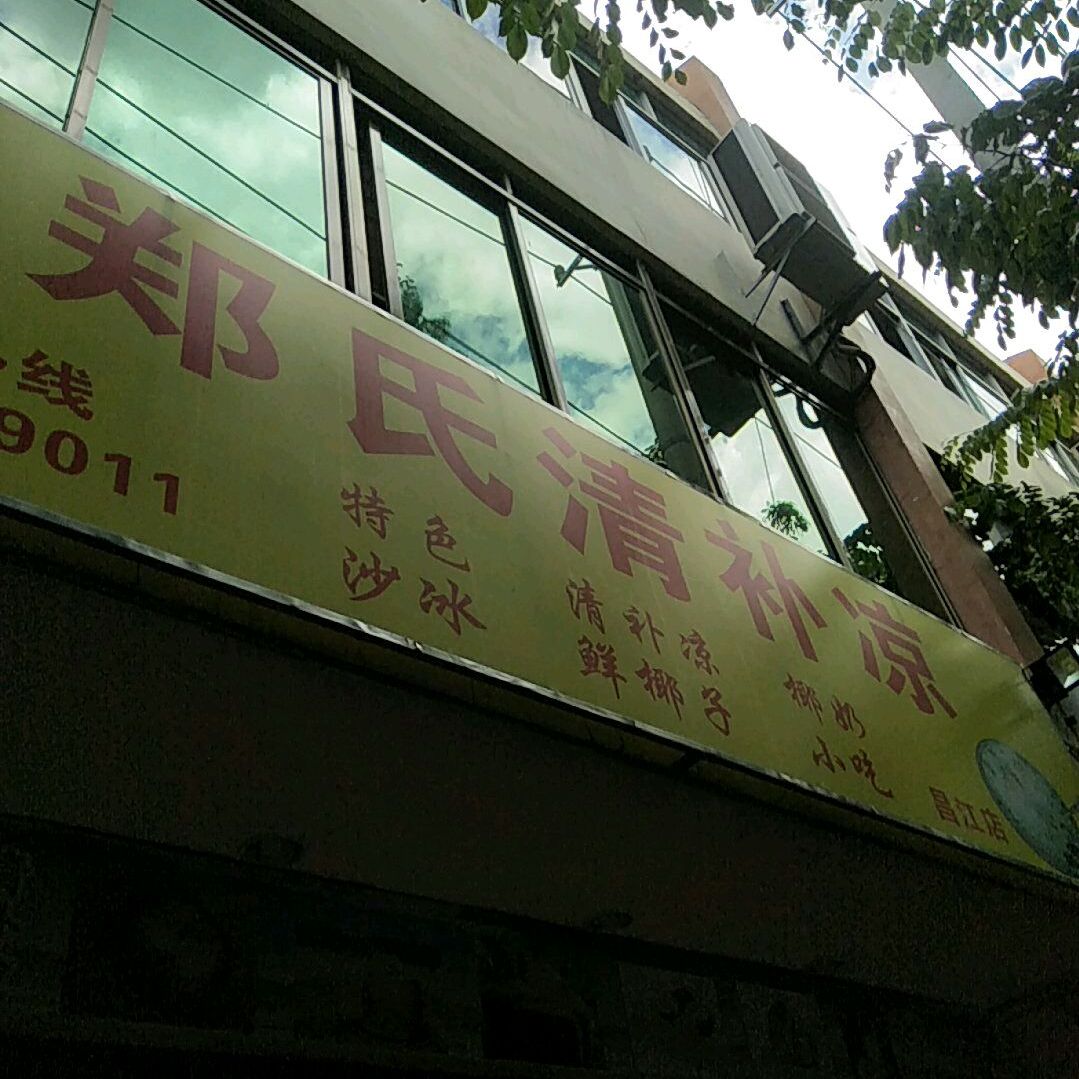 郑氏清补凉
线
9011
特色 清补凉 椰奶
沙冰 鲜椰子 小吃
昌江店